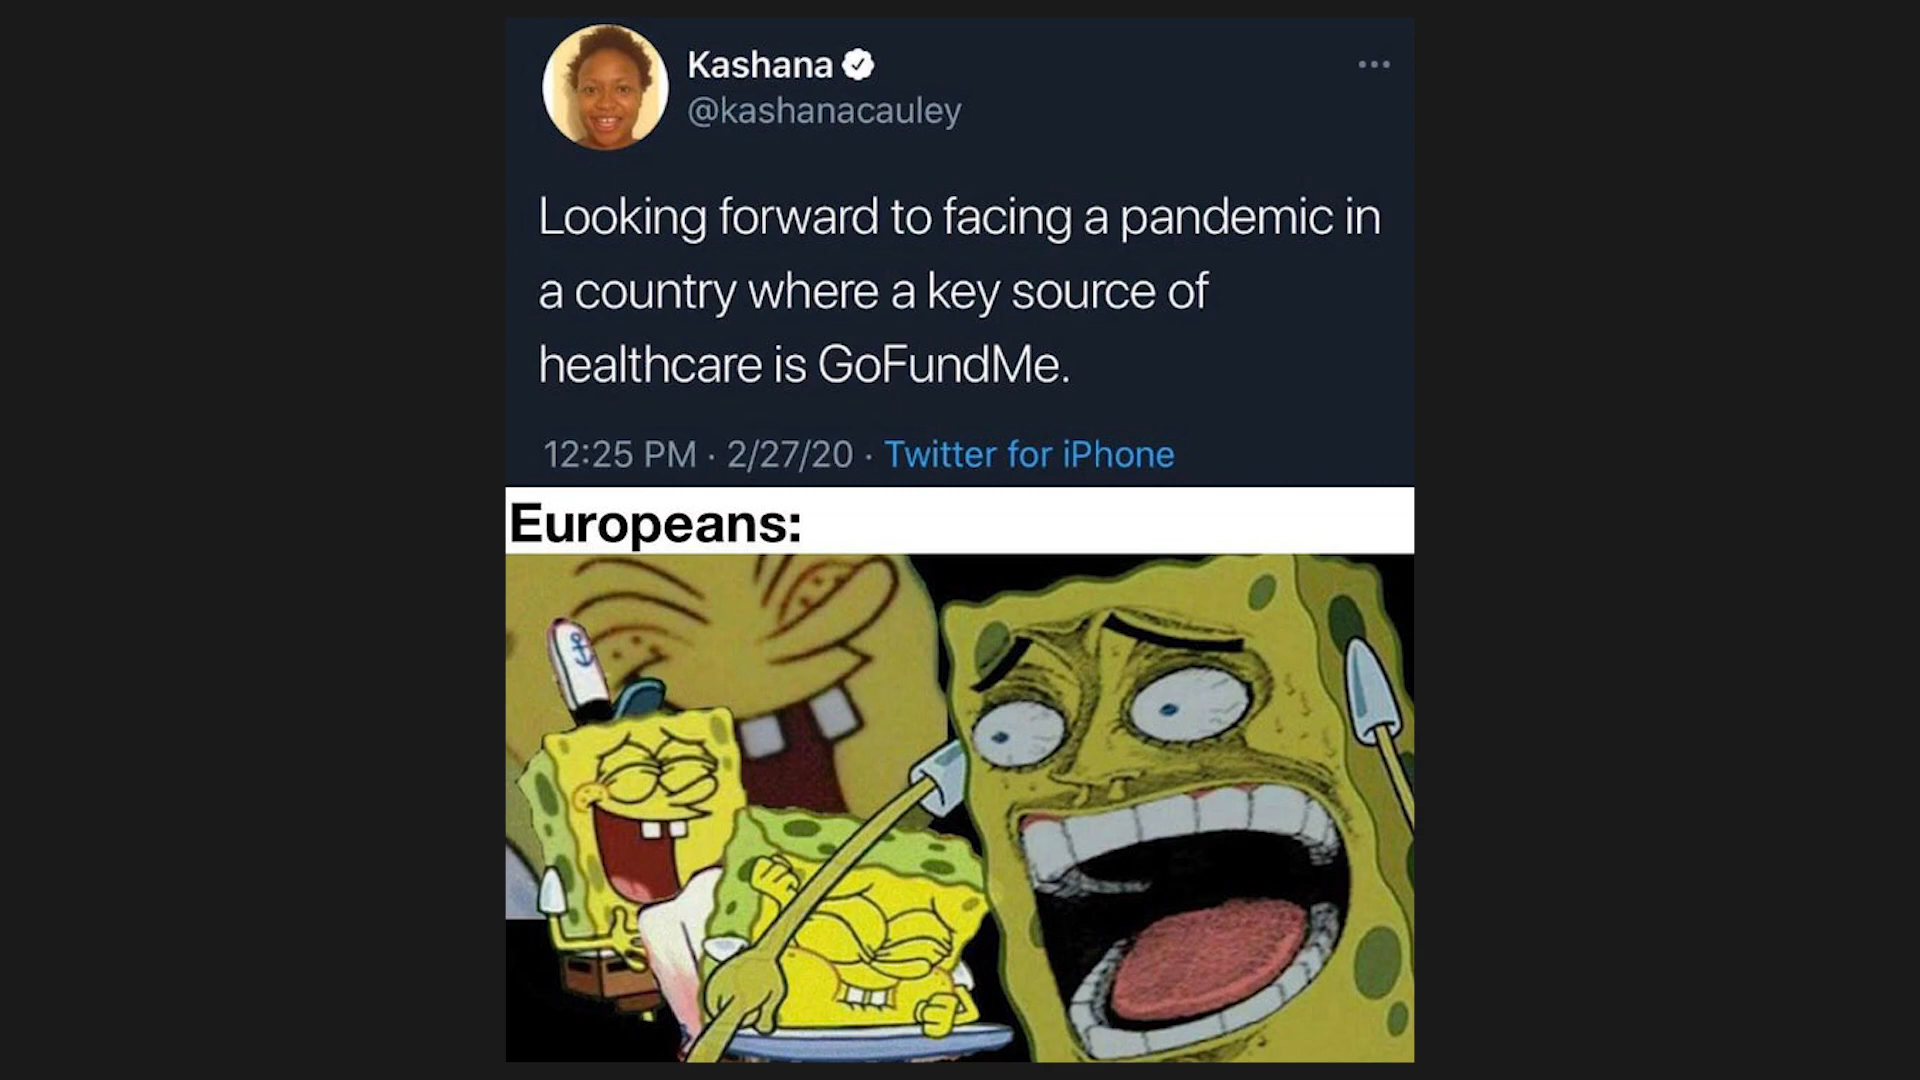 Kashana
@kashanacauley
Looking forward to facing a pandemic in
a country where a key source of
healthcare is GoFundMe.
12:25 PM · 2/27/20 · Twitter for iPhone
Europeans: